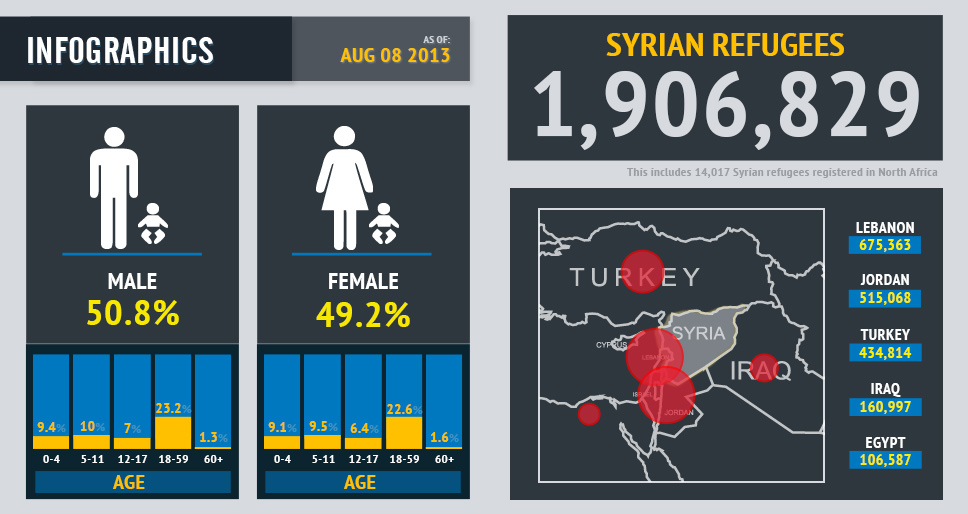 INFOGRAPHICS
AS OF:
AUG 08 2013
MALE
50.8%
9.4%
10%
7%
23.2%
1.3%
0-4
5-11
12-17
18-59
60+
AGE
FEMALE
49.2%
9.1%
9.5%
6.4%
22.6%
1.6%
0-4
5-11
12-17
18-59
60+
AGE
SYRIAN REFUGEES
1,906,829
This includes 14,017 Syrian refugees registered in North Africa
TURKEY
SYRIA
CYPRUS
LEBANON
IRAQ
JORDAN
LEBANON
675,363
JORDAN
515,068
TURKEY
434,814
IRAQ
160,997
EGYPT
106,587